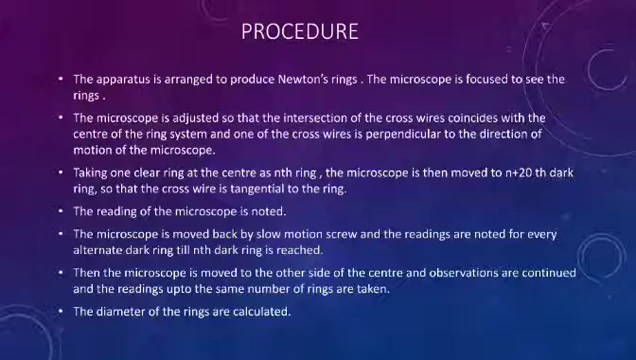 PROCEDURE
• The apparatus is arranged to produce Newton's rings . The microscope is focused to see the
rings .
• The microscope is adjusted so that the intersection of the cross wires coincides with the
centre of the ring system and one of the cross wires is perpendicular to the direction of
motion of the microscope.
• Taking one clear ring at the centre as nth ring , the microscope is then moved to n+20 th dark
ring, so that the cross wire is tangential to the ring.
• The reading of the microscope is noted.
• The microscope is moved back by slow motion screw and the readings are noted for every
alternate dark ring till nth dark ring is reached.
• Then the microscope is moved to the other side of the centre and observations are continued
and the readings upto the same number of rings are taken.
• The diameter of the rings are calculated.